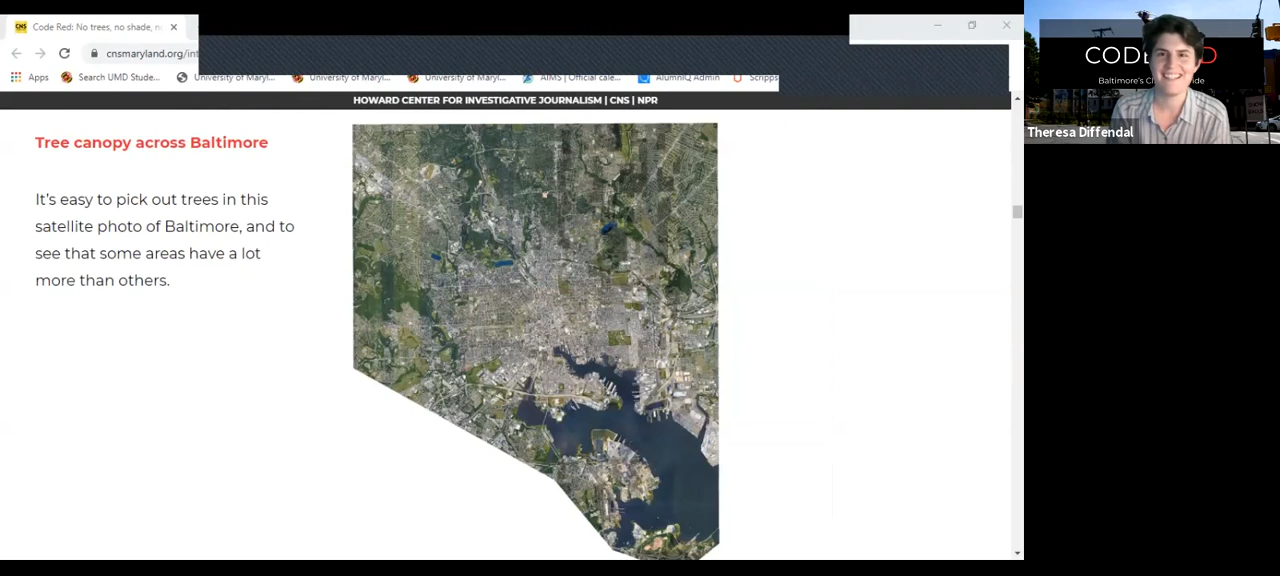 Code Red: No trees, no shade, n
cnsmaryland.org/int
Apps
Search UMD Stude...
University of Maryl...
University of Maryl...
University of Maryl...
AIMS | Official cale...
AlumniQ Admin
Scripps
HOWARD CENTER FOR INVESTIGATIVE JOURNALISM | CNS | NPR
Tree canopy across Baltimore
It's easy to pick out trees in this
satellite photo of Baltimore, and to
see that some areas have a lot
more than others.
Theresa Diffendal